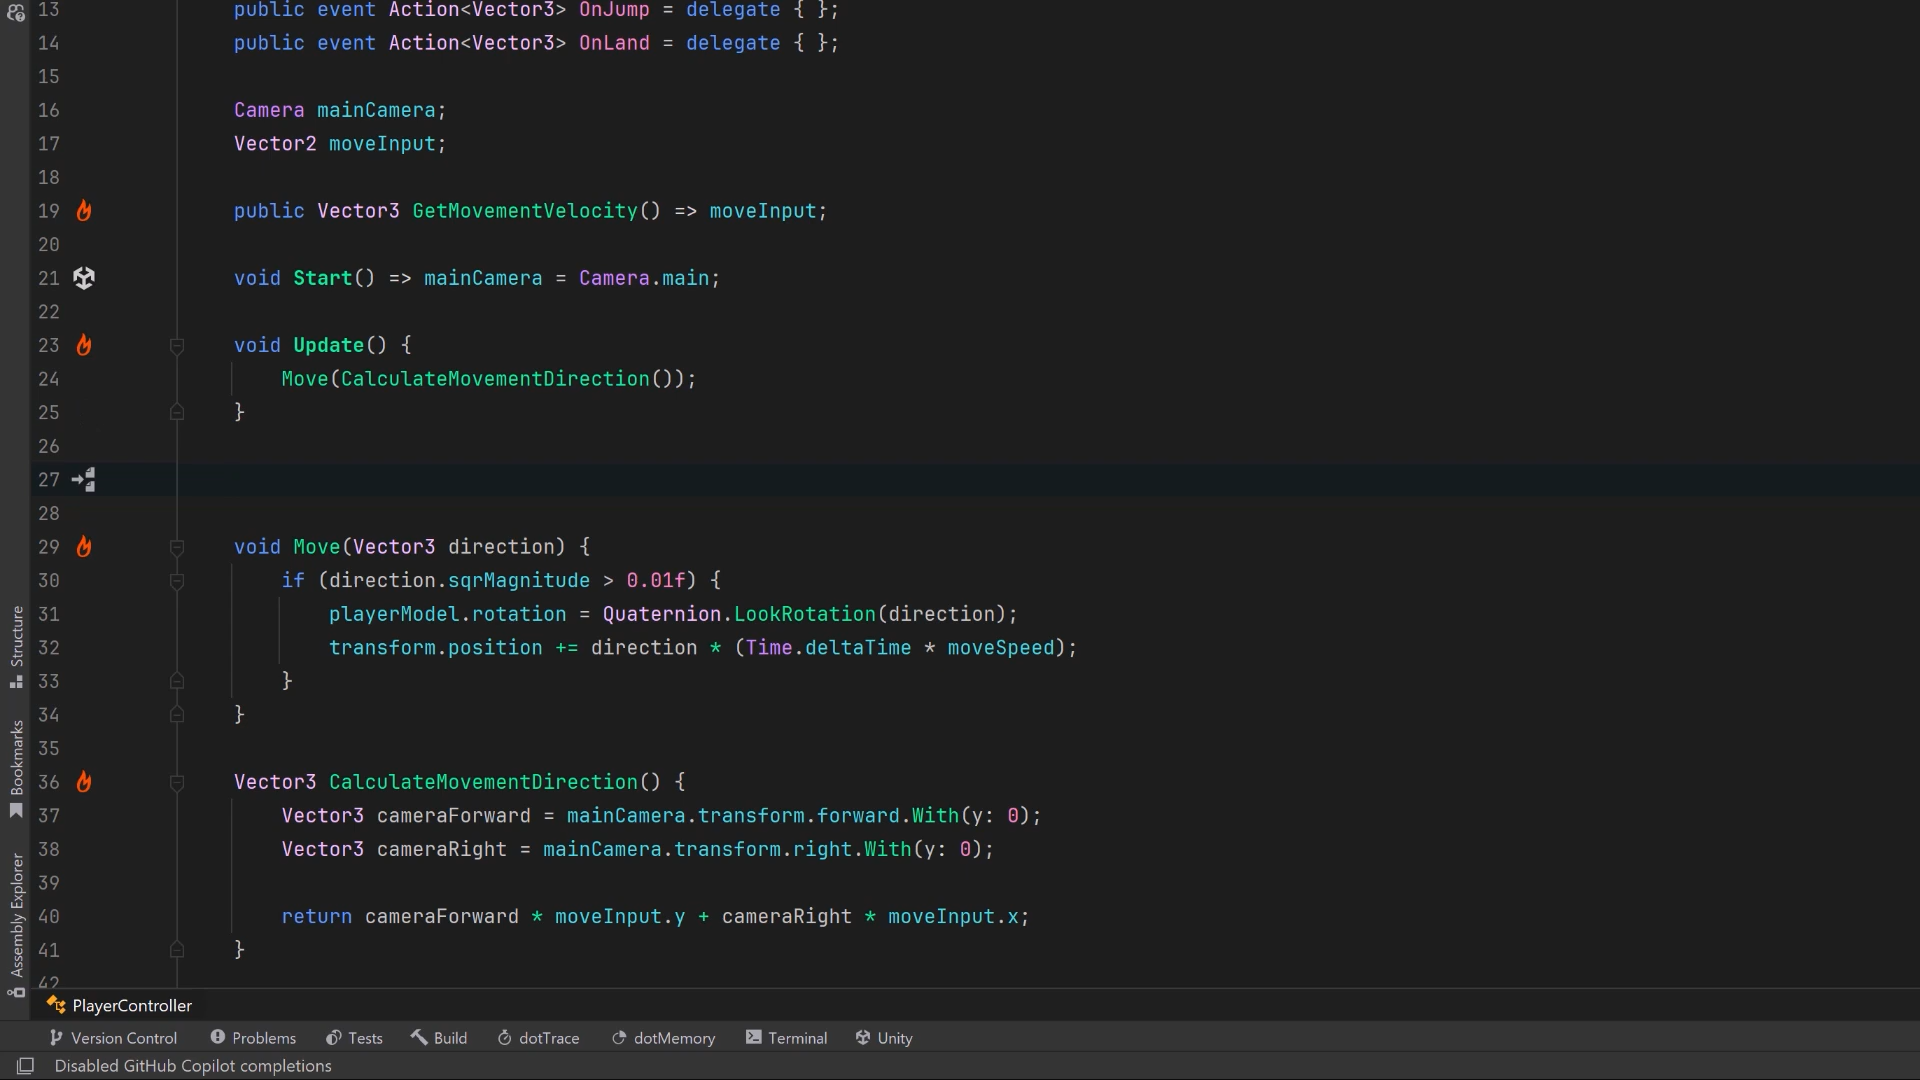 13 public event Action<Vector3> OnJump = delegate { };
14 public event Action<Vector3> OnLand = delegate { };
15
16 Camera mainCamera;
17 Vector2 moveInput;
18
19 public Vector3 GetMovementVelocity() => moveInput;
20
21 void Start() => mainCamera = Camera.main;
22
23 void Update() {
24 Move(CalculateMovementDirection());
25 }
26
27
28
29 void Move(Vector3 direction) {
30 if (direction.sqrMagnitude > 0.01f) {
31 playerModel.rotation = Quaternion.LookRotation(direction);
32 transform.position += direction * (Time.deltaTime * moveSpeed);
33 }
34 }
35
36 Vector3 CalculateMovementDirection() {
37 Vector3 cameraForward = mainCamera.transform.forward.With(y: 0);
38 Vector3 cameraRight = mainCamera.transform.right.With(y: 0);
39
40 return cameraForward * moveInput.y + cameraRight * moveInput.x;
41 }
42
Structure
Bookmarks
Assembly Explorer
PlayerController
Version Control Problems Tests Build dotTrace dotMemory Terminal Unity
Disabled GitHub Copilot completions